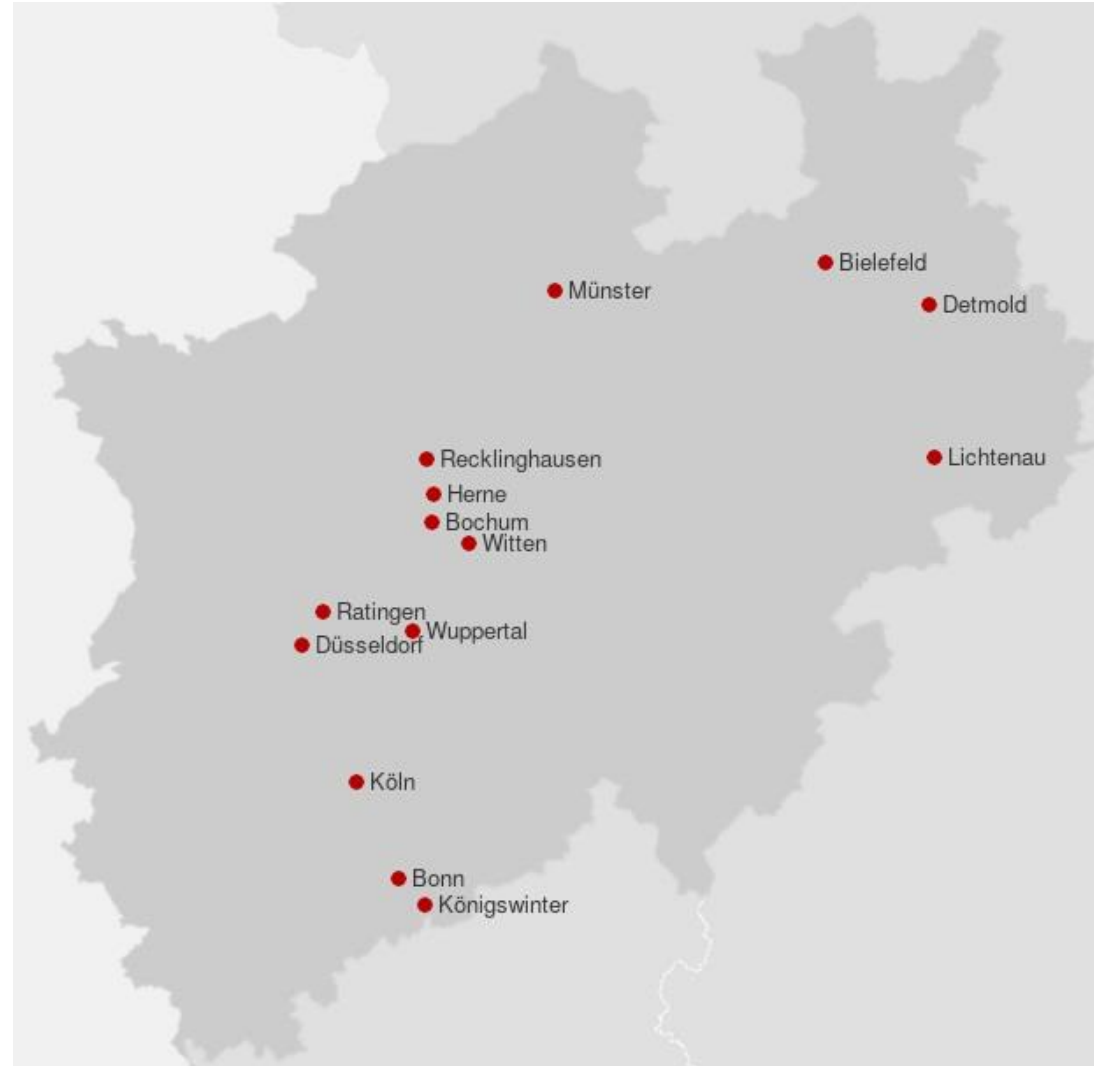 Bielefeld
Münster
Detmold
Lichtenau
Recklinghausen
Herne
Bochum
Witten
Ratingen
Wuppertal
Düsseldorf
Köln
Bonn
Königswinter